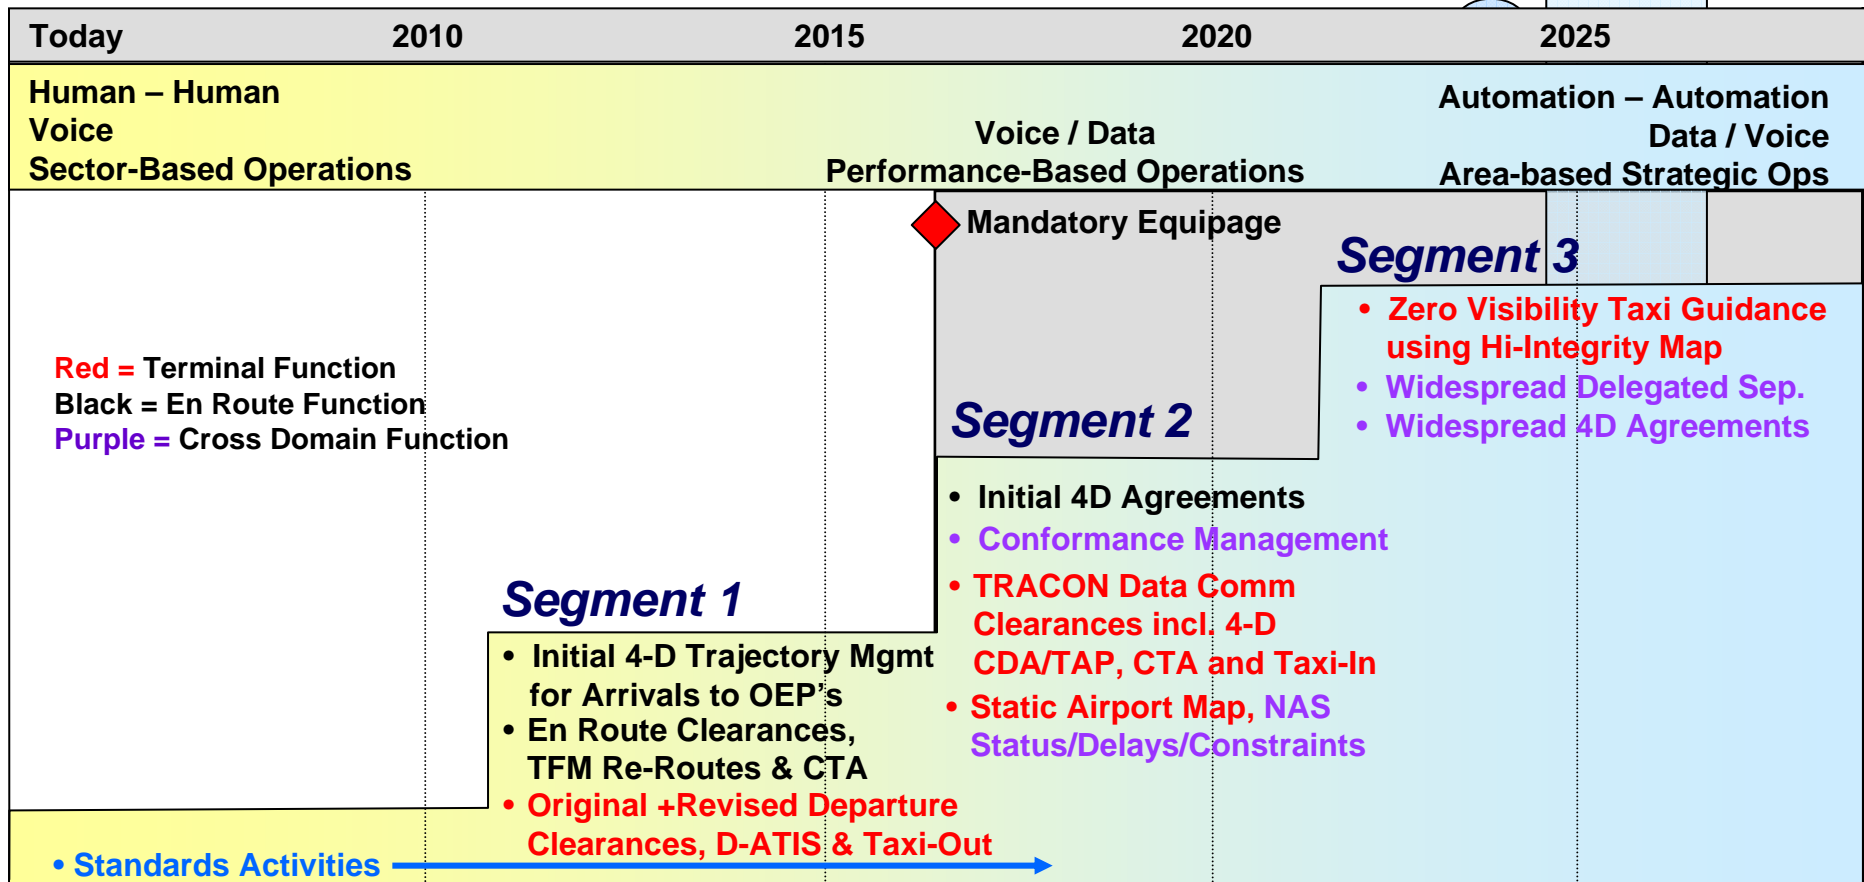 Today 2010 2015 2020 2025
Human – Human
Voice
Sector-Based Operations
Voice / Data
Performance-Based Operations
Automation – Automation
Data / Voice
Area-based Strategic Ops
Mandatory Equipage
Red = Terminal Function
Black = En Route Function
Purple = Cross Domain Function
Segment 1
• Initial 4-D Trajectory Mgmt
for Arrivals to OEP's
• En Route Clearances,
TFM Re-Routes & CTA
• Original +Revised Departure
Clearances, D-ATIS & Taxi-Out
Segment 2
• Initial 4D Agreements
• Conformance Management
• TRACON Data Comm
Clearances incl. 4-D
CDA/TAP, CTA and Taxi-In
• Static Airport Map, NAS
Status/Delays/Constraints
Segment 3
• Zero Visibility Taxi Guidance
using Hi-Integrity Map
• Widespread Delegated Sep.
• Widespread 4D Agreements
• Standards Activities